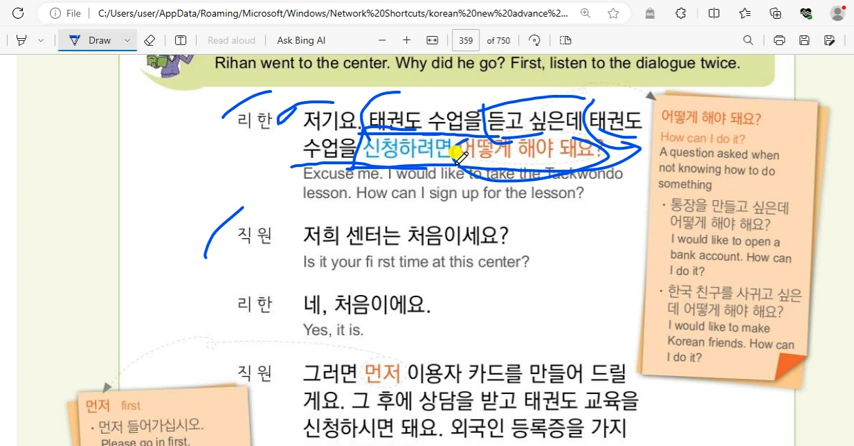 File
C:/Users/user/AppData/Roaming/Microsoft/Windows/Network%20Shortcuts/korean%20new%20advance%2...
Draw
Read aloud
Ask Bing AI
359 of 750
Rihan went to the center. Why did he go? First, listen to the dialogue twice.
리 한
저기요. 태권도 수업을 듣고 싶은데 태권도
수업을 신청하려면 어떻게 해야 돼요?
Excuse me. I would like to take the Taekwondo
lesson. How can I sign up for the lesson?
직 원
저희 센터는 처음이세요?
Is it your fi rst time at this center?
리 한
네, 처음이에요.
Yes, it is.
직 원
그러면 먼저 이용자 카드를 만들어 드릴
게요. 그 후에 상담을 받고 태권도 교육을
신청하시면 돼요. 외국인 등록증을 가지
어떻게 해야 돼요?
How can I do it?
A question asked when
not knowing how to do
something
• 통장을 만들고 싶은데
어떻게 해야 해요?
I would like to open a
bank account. How can
I do it?
• 한국 친구를 사귀고 싶은
데 어떻게 해야 해요?
I would like to make
Korean friends. How can
I do it?
먼저 first
• 먼저 들어가십시오.
Please go in first.